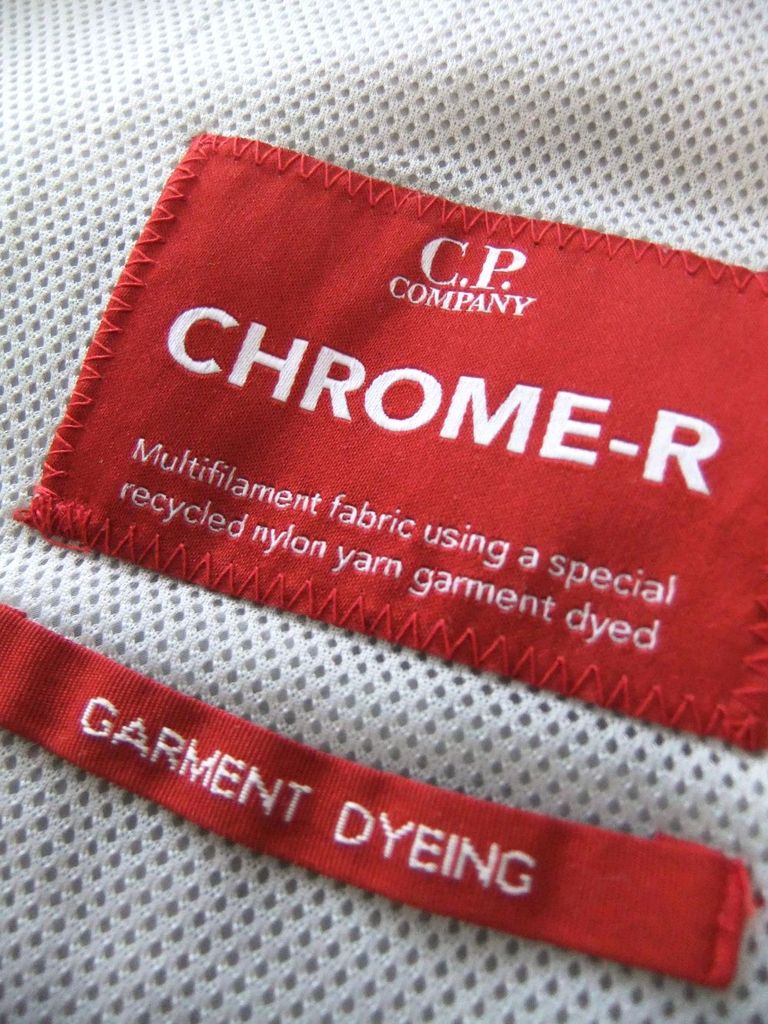 C.P.
COMPANY
CHROME-R
Multifilament fabric using a special
recycled nylon yarn garment dyed
GARMENT DYEING